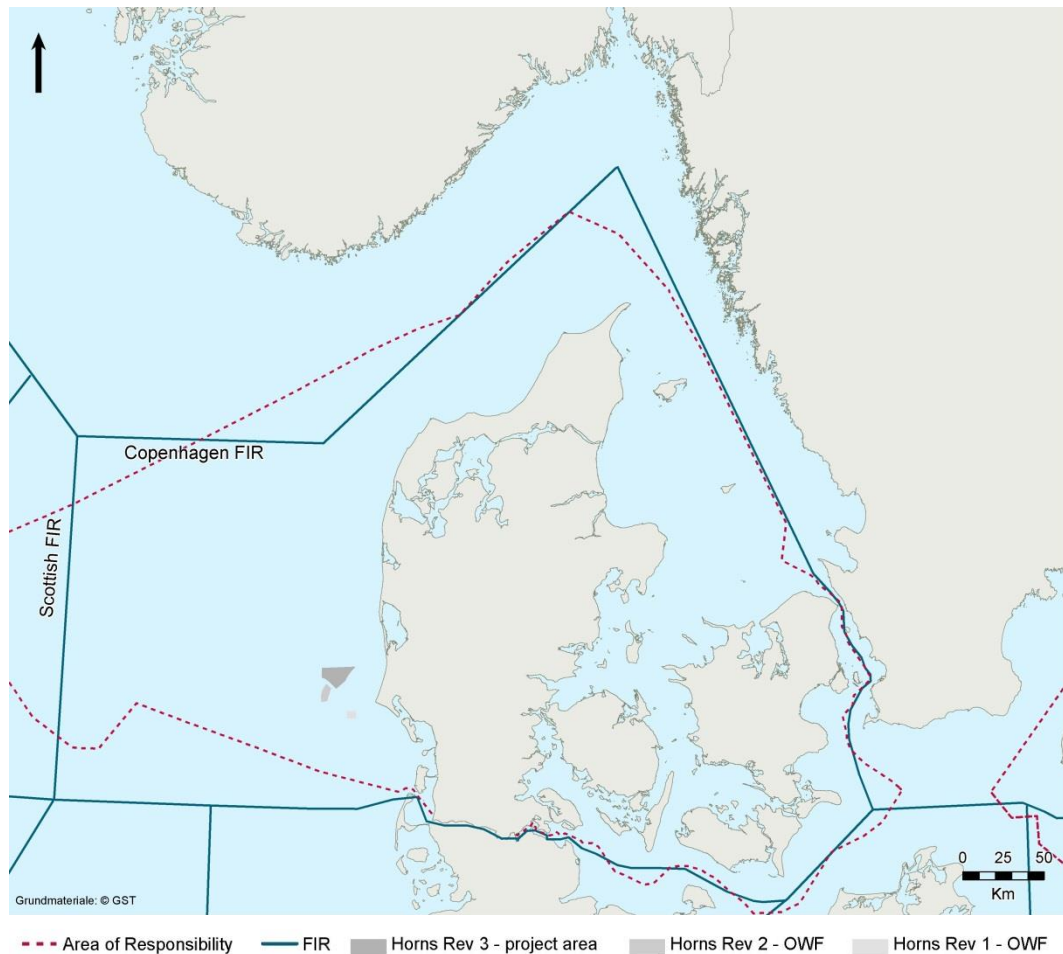 Copenhagen FIR
Scottish FIR
0 25 50
Km
Grundmateriale: © GST
Area of Responsibility FIR Horns Rev 3 - project area Horns Rev 2 - OWF Horns Rev 1 - OWF